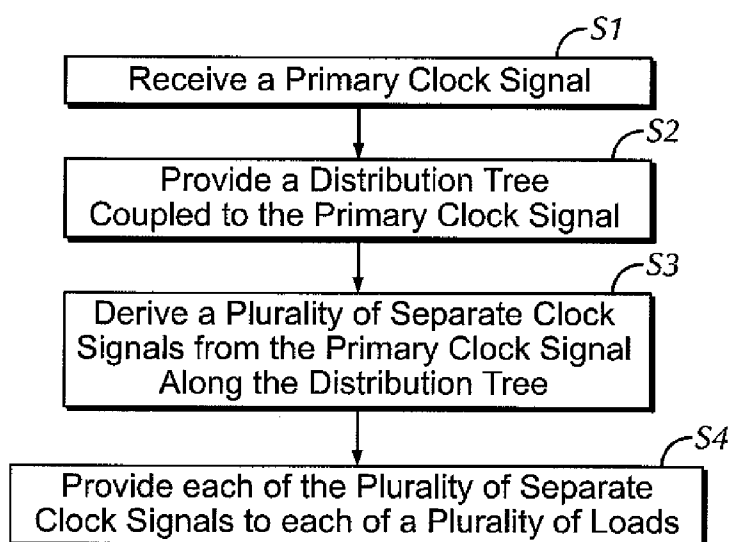 S1
Receive a Primary Clock Signal
S2
Provide a Distribution Tree
Coupled to the Primary Clock Signal
S3
Derive a Plurality of Separate Clock
Signals from the Primary Clock Signal
Along the Distribution Tree
S4
Provide each of the Plurality of Separate
Clock Signals to each of a Plurality of Loads